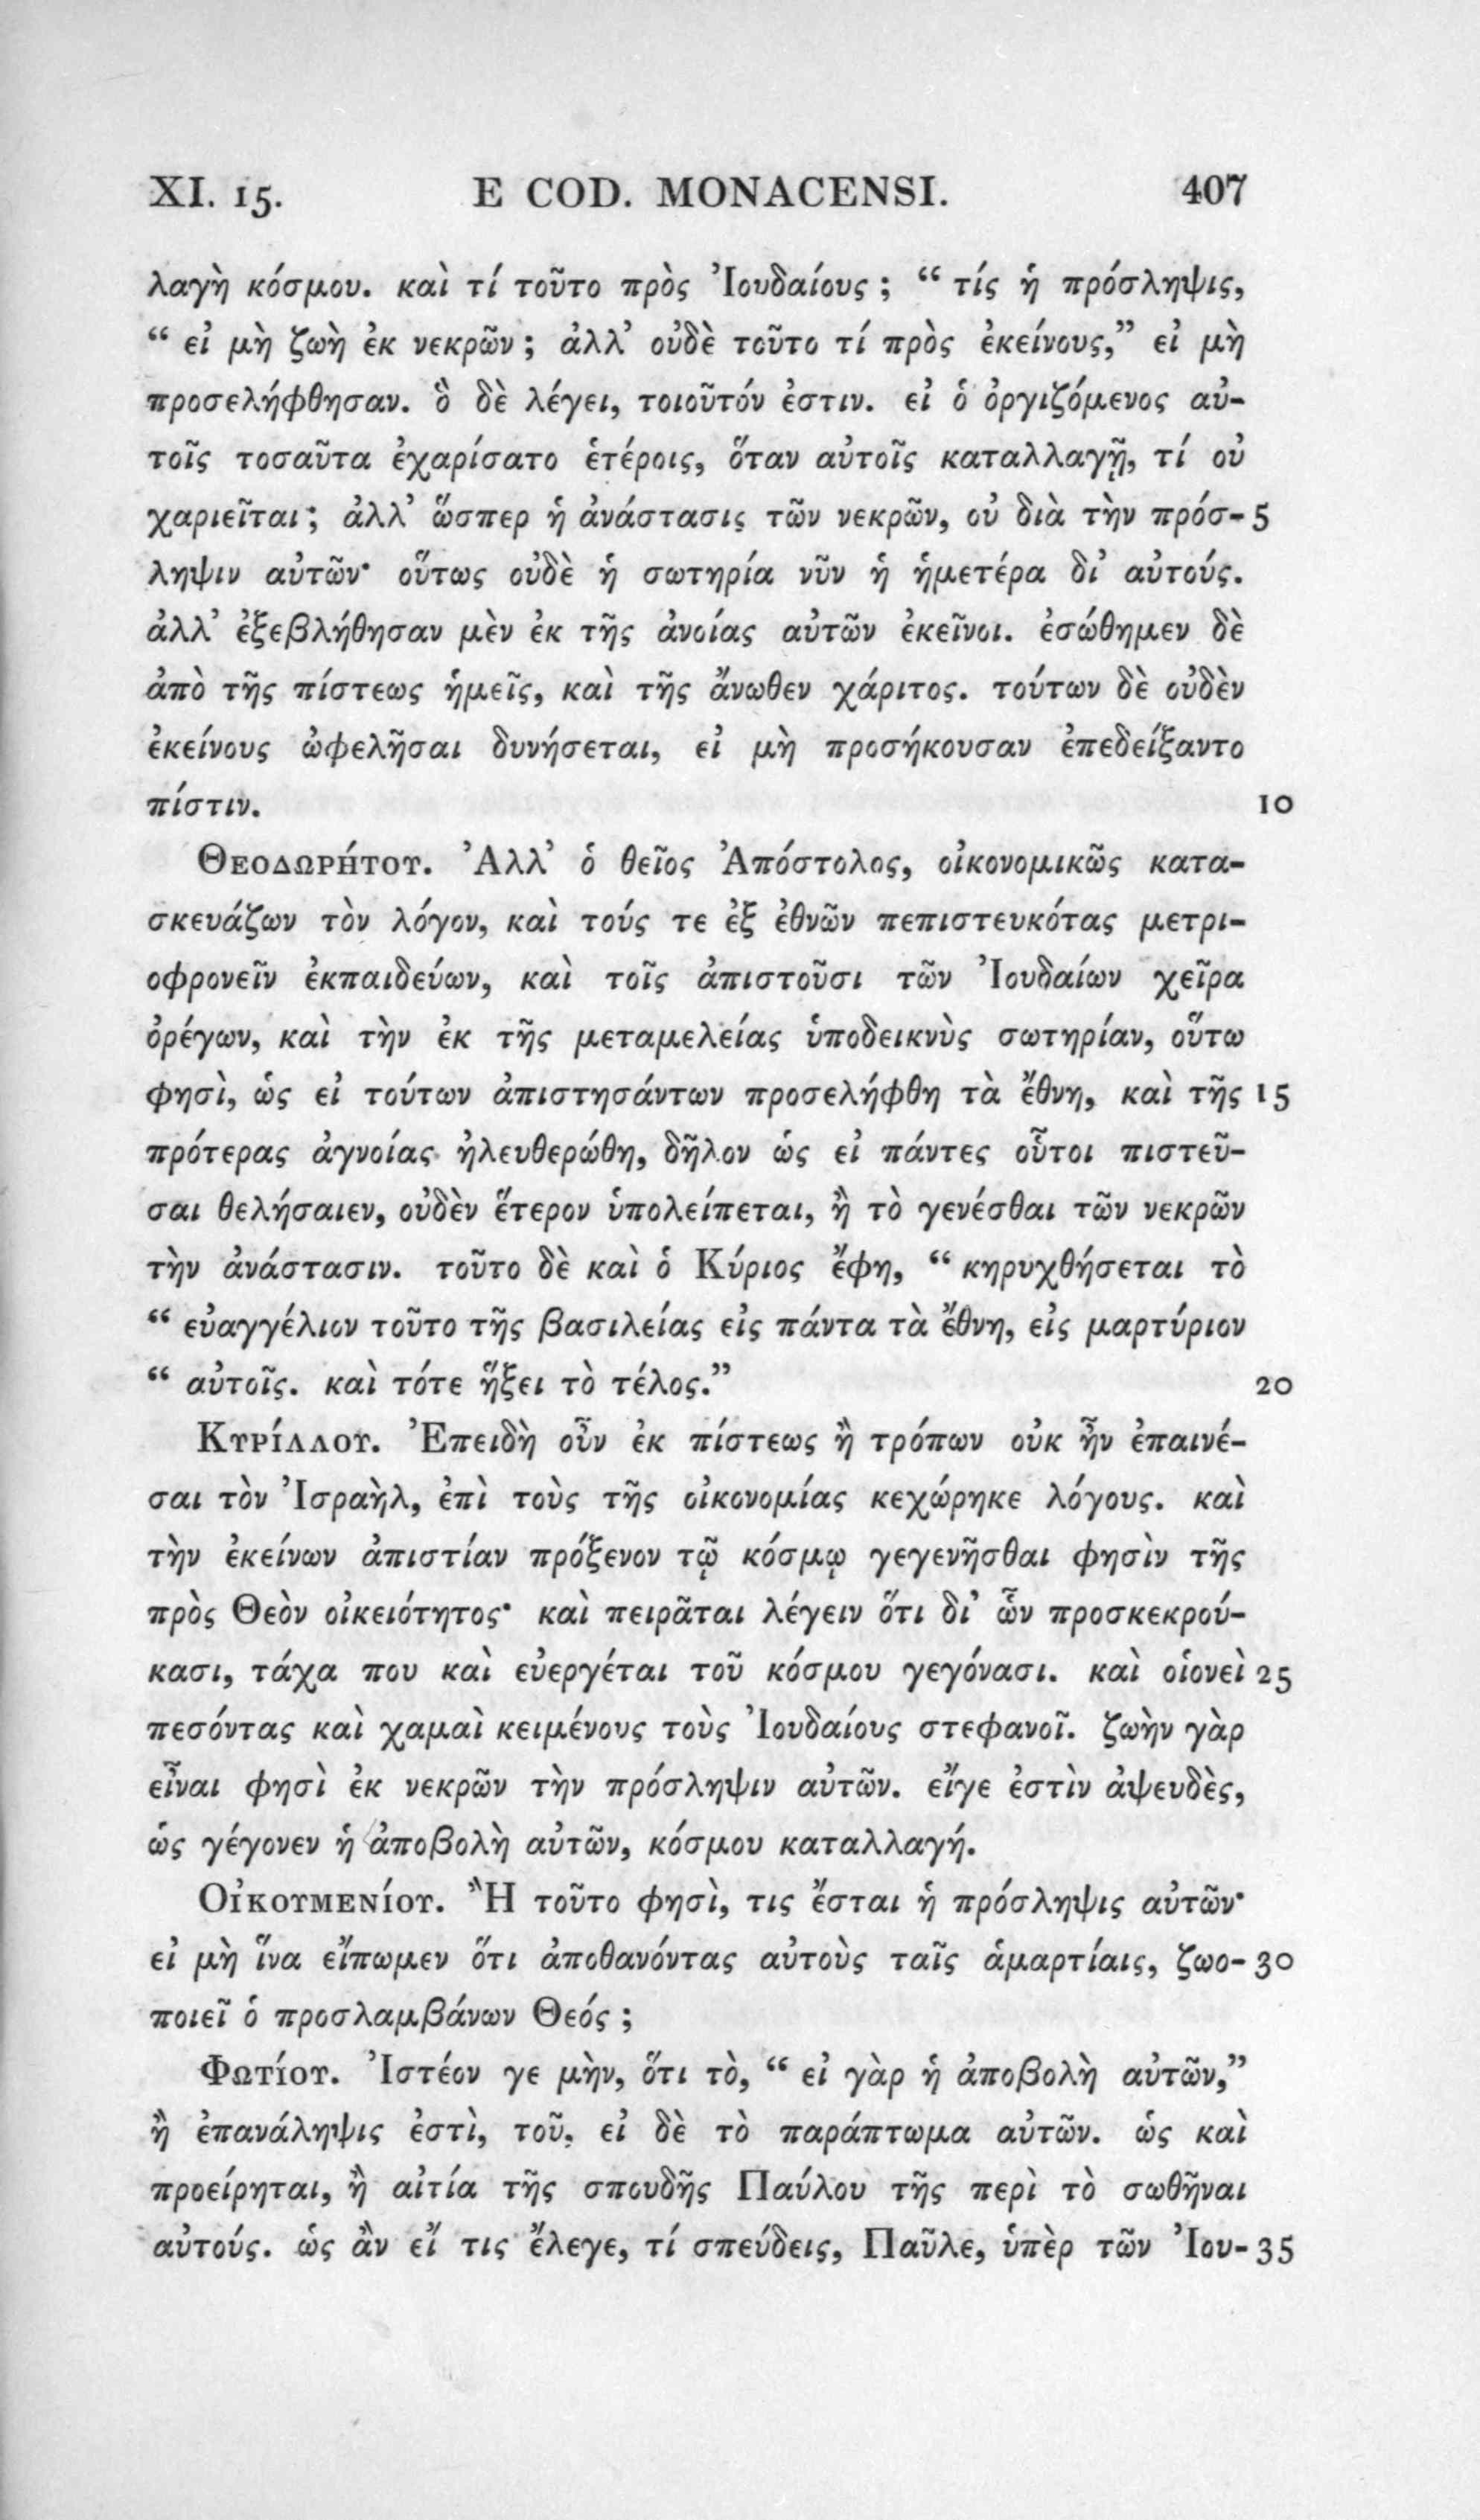 XI. 15. E COD. MONACENSI. 407
λαγὴ κόσμου. καὶ τί τοῦτο πρὸς Ἰουδαίους ; “ τίς ἡ πρόσληψις,
“ εἰ μὴ ζωὴ ἐκ νεκρῶν ; ἀλλ’ οὐδὲ τοῦτο τί πρὸς ἐκείνους,” εἰ μὴ
προσελήφθησαν. ὃ δὲ λέγει, τοιοῦτόν ἐστιν. εἰ ὁ ὀργιζόμενος αὐ-
τοῖς τοσαῦτα ἐχαρίσατο ἑτέροις, ὅταν αὐτοῖς καταλλαγῇ, τί οὐ
χαριεῖται ; ἀλλ’ ὥσπερ ἡ ἀνάστασις τῶν νεκρῶν, οὐ διὰ τὴν πρόσ- 5
ληψιν αὐτῶν· οὕτως οὐδὲ ἡ σωτηρία νῦν ἡ ἡμετέρα δι’ αὐτούς.
ἀλλ’ ἐξεβλήθησαν μὲν ἐκ τῆς ἀνοίας αὐτῶν ἐκεῖνοι. ἐσώθημεν δὲ
ἀπὸ τῆς πίστεως ἡμεῖς, καὶ τῆς ἄνωθεν χάριτος. τούτων δὲ οὐδὲν
ἐκείνους ὠφελῆσαι δυνήσεται, εἰ μὴ προσήκουσαν ἐπεδείξαντο
πίστιν. 10
Θεοδωρήτου. Ἀλλ’ ὁ θεῖος Ἀπόστολος, οἰκονομικῶς κατα-
σκευάζων τὸν λόγον, καὶ τούς τε ἐξ ἐθνῶν πεπιστευκότας μετρι-
οφρονεῖν ἐκπαιδεύων, καὶ τοῖς ἀπιστοῦσι τῶν Ἰουδαίων χεῖρα
ὀρέγων, καὶ τὴν ἐκ τῆς μεταμελείας ὑποδεικνὺς σωτηρίαν, οὕτω
φησὶ, ὡς εἰ τούτων ἀπιστησάντων προσελήφθη τὰ ἔθνη, καὶ τῆς 15
πρότερας ἀγνοίας ἠλευθερώθη, δῆλον ὡς εἰ πάντες οὗτοι πιστεῦ-
σαι θελήσαιεν, οὐδὲν ἕτερον ὑπολείπεται, ἢ τὸ γενέσθαι τῶν νεκρῶν
τὴν ἀνάστασιν. τοῦτο δὲ καὶ ὁ Κύριος ἔφη, “ κηρυχθήσεται τὸ
“ εὐαγγέλιον τοῦτο τῆς βασιλείας εἰς πάντα τὰ ἔθνη, εἰς μαρτύριον
“ αὐτοῖς. καὶ τότε ἥξει τὸ τέλος.” 20
Κυρίλλου. Ἐπειδὴ οὖν ἐκ πίστεως ἢ τρόπων οὐκ ἦν ἐπαινέ-
σαι τὸν Ἰσραὴλ, ἐπὶ τοὺς τῆς οἰκονομίας κεχώρηκε λόγους. καὶ
τὴν ἐκείνων ἀπιστίαν πρόξενον τῷ κόσμῳ γεγενῆσθαι φησὶν τῆς
πρὸς Θεὸν οἰκειότητος· καὶ πειρᾶται λέγειν ὅτι δι’ ὧν προσκεκρού-
κασι, τάχα που καὶ εὐεργέται τοῦ κόσμου γεγόνασι. καὶ οἱονεὶ 25
πεσόντας καὶ χαμαὶ κειμένους τοὺς Ἰουδαίους στεφανοῖ. ζωὴν γὰρ
εἶναι φησὶ ἐκ νεκρῶν τὴν πρόσληψιν αὐτῶν. εἴγε ἐστὶν ἀψευδὲς,
ὡς γέγονεν ἡ ἀποβολὴ αὐτῶν, κόσμου καταλλαγή.
Οἰκουμενίου. Ἢ τοῦτο φησὶ, τις ἔσται ἡ πρόσληψις αὐτῶν·
εἰ μὴ ἵνα εἴπωμεν ὅτι ἀποθανόντας αὐτοὺς ταῖς ἁμαρτίαις, ζωο- 30
ποιεῖ ὁ προσλαμβάνων Θεός ;
Φωτίου. Ἰστέον γε μὴν, ὅτι τὸ, “ εἰ γὰρ ἡ ἀποβολὴ αὐτῶν,”
ἢ ἐπανάληψις ἐστὶ, τοῦ, εἰ δὲ τὸ παράπτωμα αὐτῶν. ὡς καὶ
προείρηται, ἢ αἰτία τῆς σπουδῆς Παύλου τῆς περὶ τὸ σωθῆναι
αὐτούς. ὡς ἂν εἴ τις ἔλεγε, τί σπεύδεις, Παῦλε, ὑπὲρ τῶν Ἰου- 35